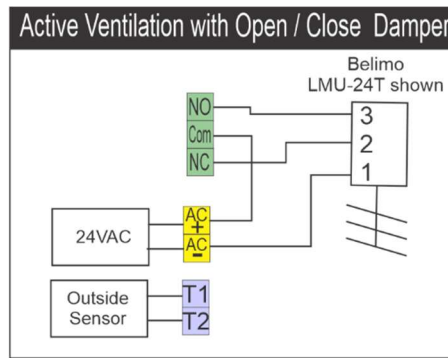 Active Ventilation with Open / Close Damper
Belimo
LMU-24T shown
NO
Com
NC
3
2
1
24VAC
AC
+
AC
-
Outside
Sensor
T1
T2